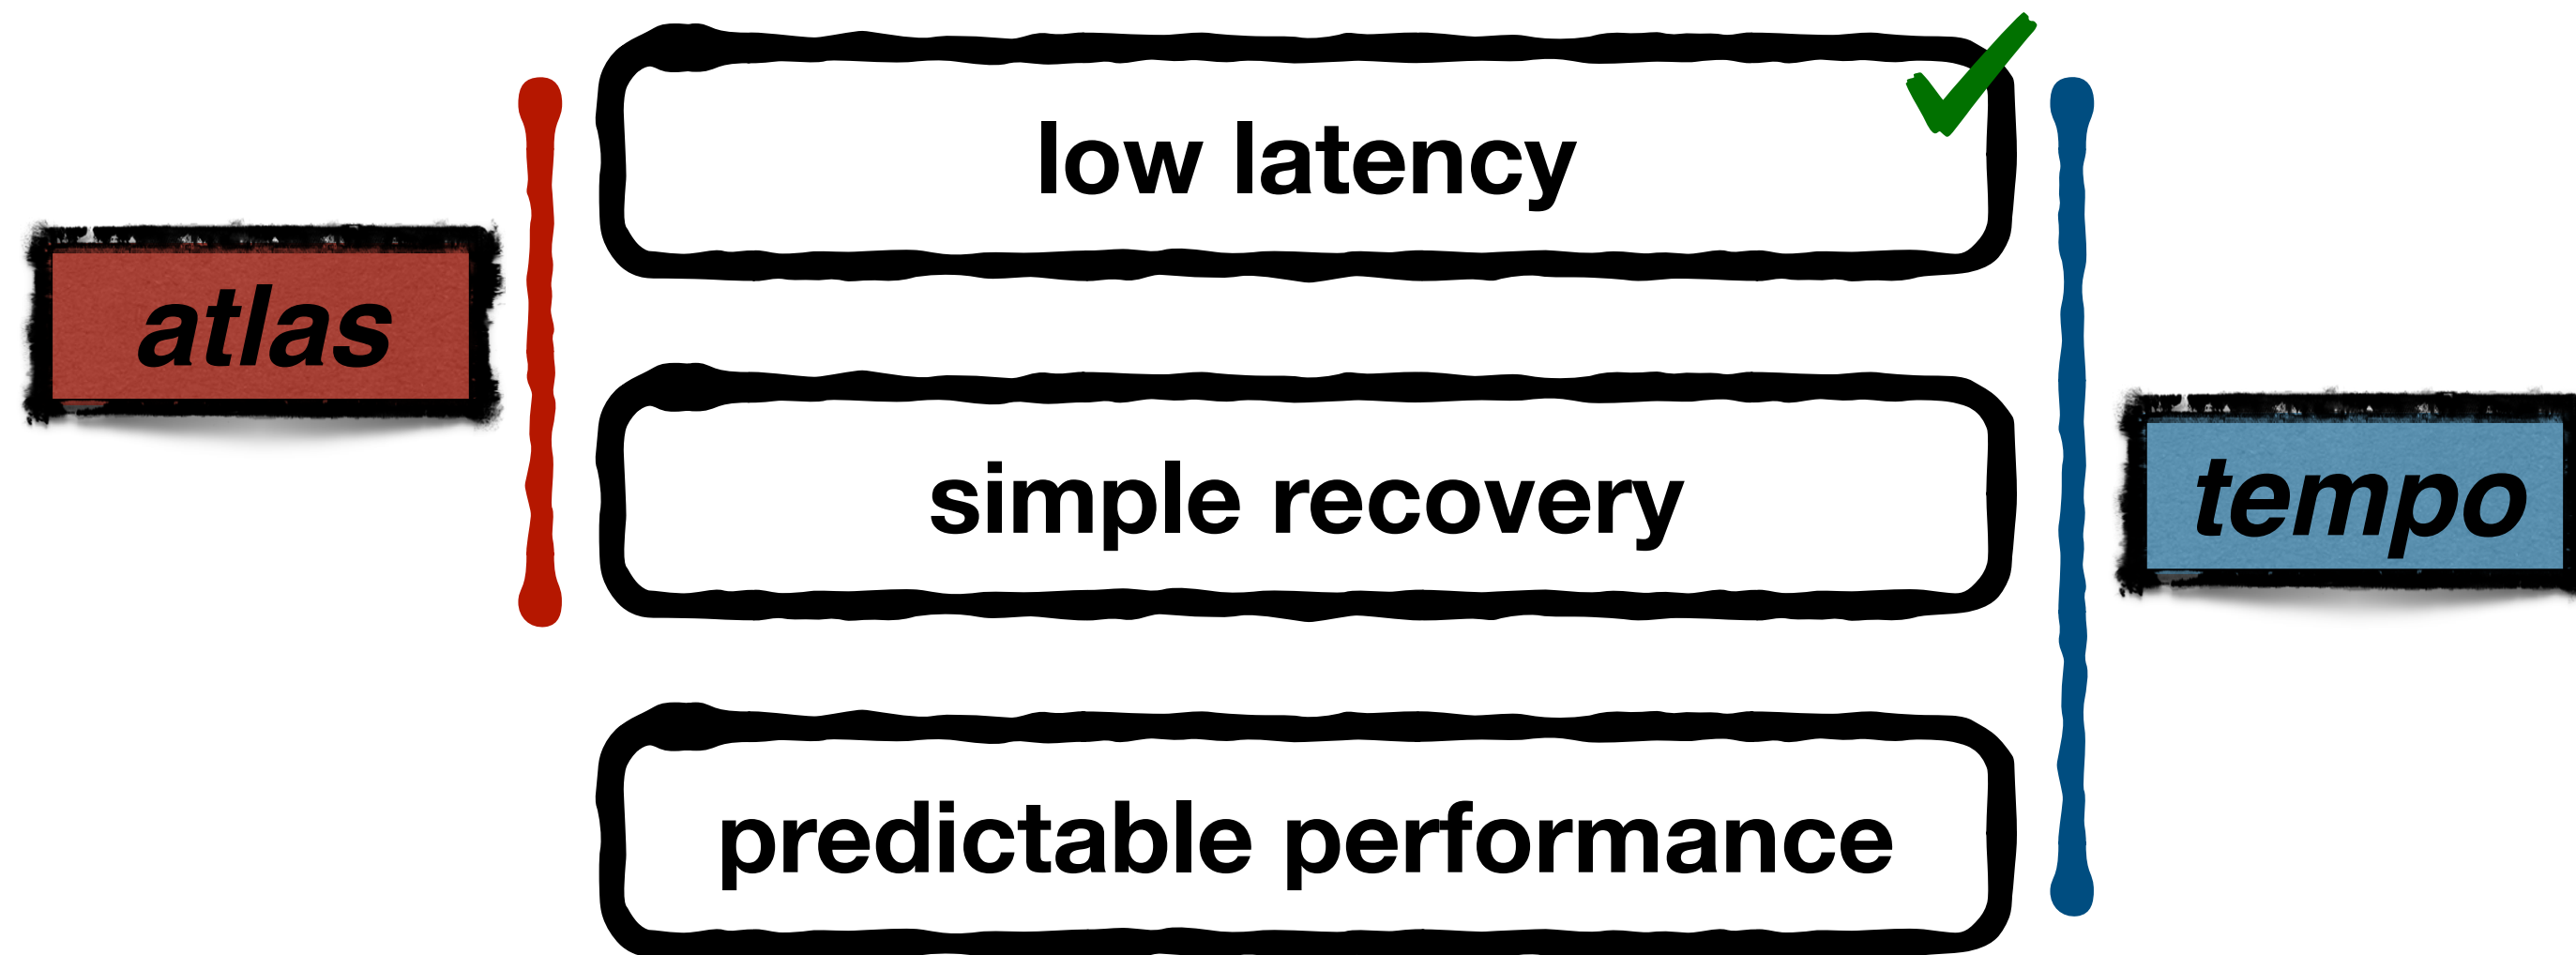 low latency
atlas
simple recovery
tempo
predictable performance